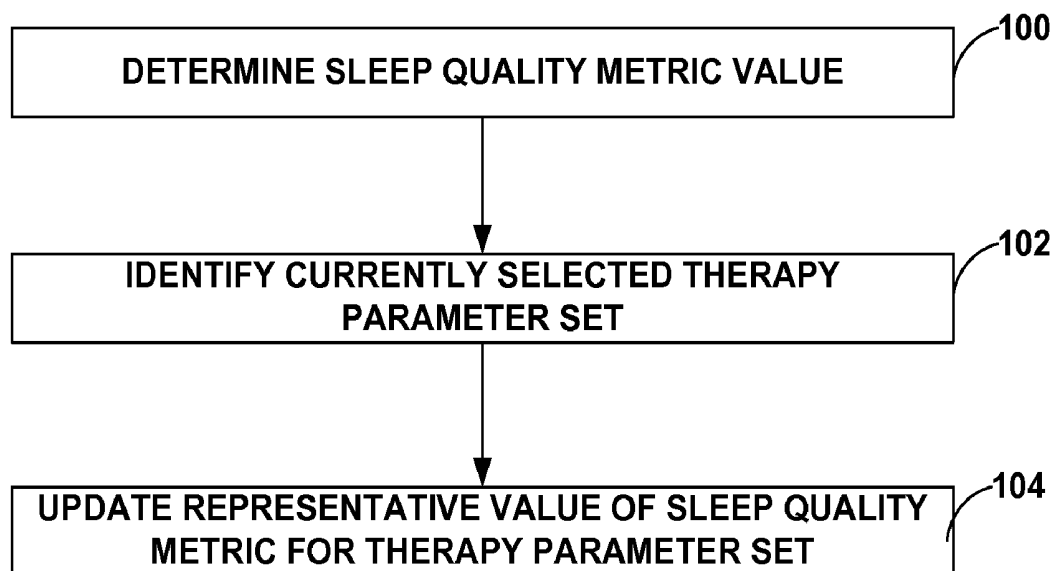 100
DETERMINE SLEEP QUALITY METRIC VALUE
102
IDENTIFY CURRENTLY SELECTED THERAPY
PARAMETER SET
104
UPDATE REPRESENTATIVE VALUE OF SLEEP QUALITY
METRIC FOR THERAPY PARAMETER SET